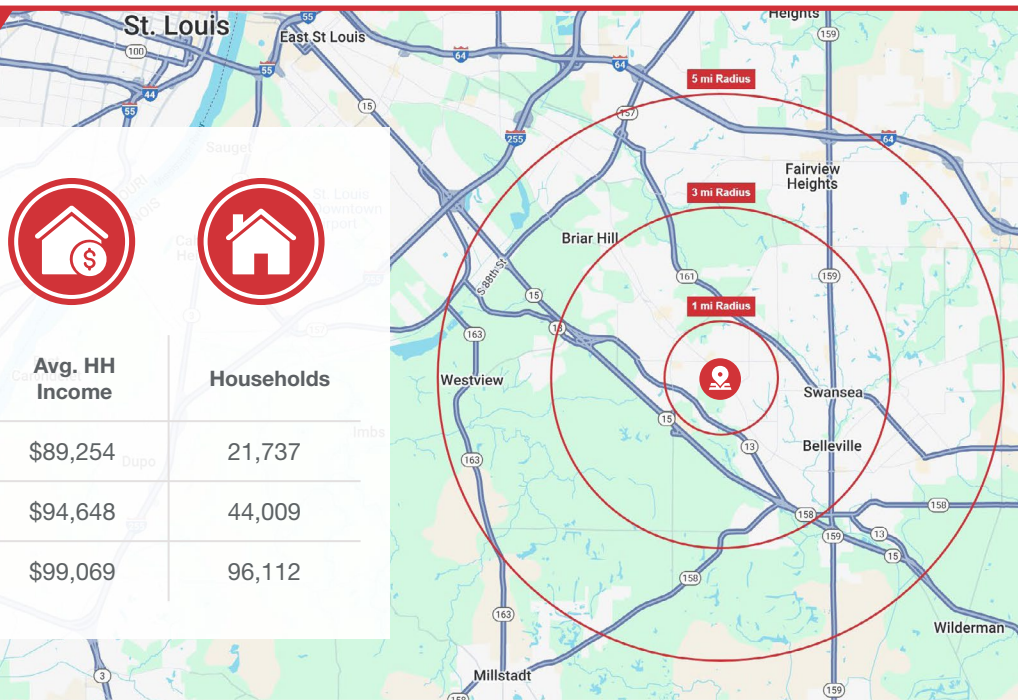 Heights
55
St. Louis
159
East St Louis
100
64
55
64
5 mi Radius
44
15
55
157
255
64
Sauget
Fairview
Heights
3 mi Radius
Briar Hill
S 88th St
161
159
15
1 mi Radius
13
163
Avg. HH
Income
Households
Westview
Swansea
15
$89,254
21,737
Imbs
13
Belleville
Dupo
163
$94,648
44,009
158
158
159
13
15
$99,069
96,112
158
163
Wilderman
Millstadt
3
159
158